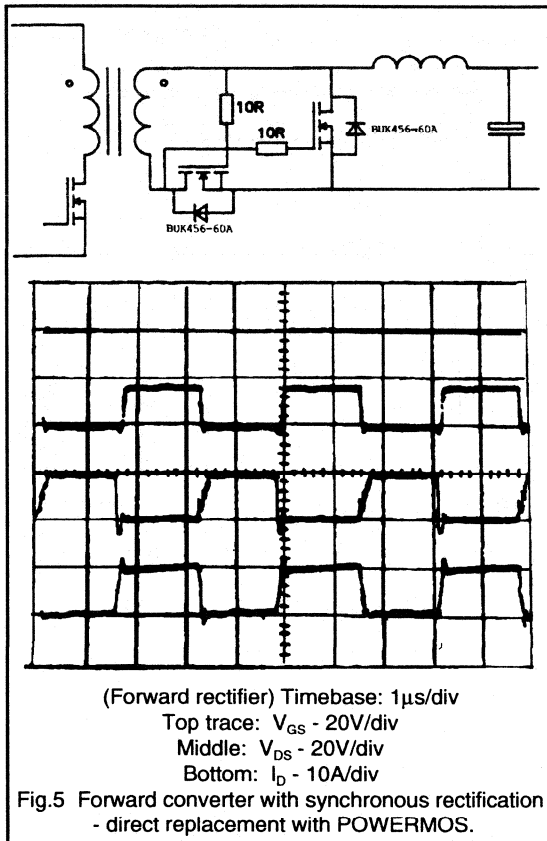 10R
10R
BUK456-60A
BUK456-60A
(Forward rectifier) Timebase: 1μs/div
Top trace: VGS - 20V/div
Middle: VDS - 20V/div
Bottom: ID - 10A/div
Fig.5 Forward converter with synchronous rectification
- direct replacement with POWERMOS.